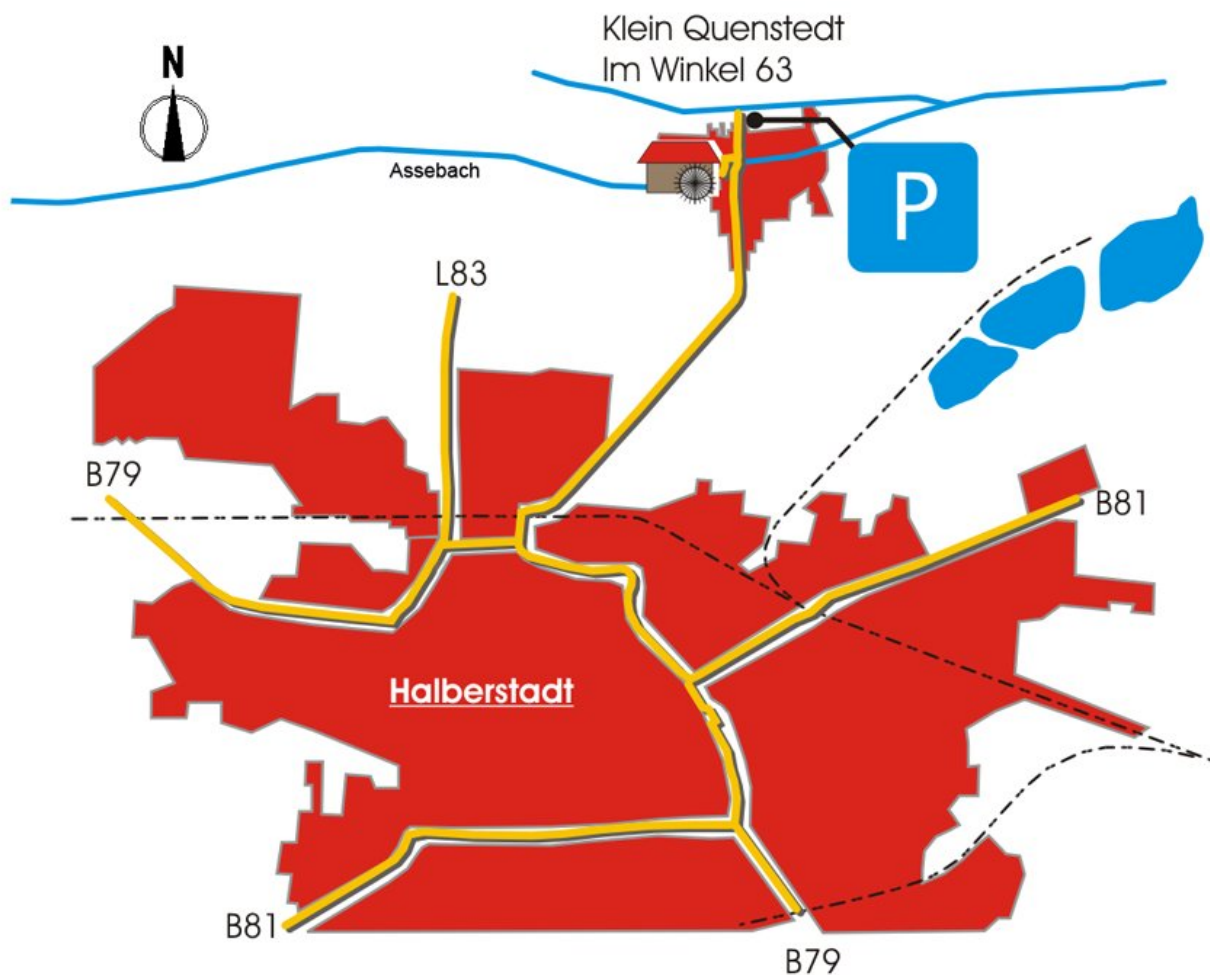 Klein Quenstedt
Im Winkel 63
N
Assebach
P
L83
B79
B81
Halberstadt
B81
B79